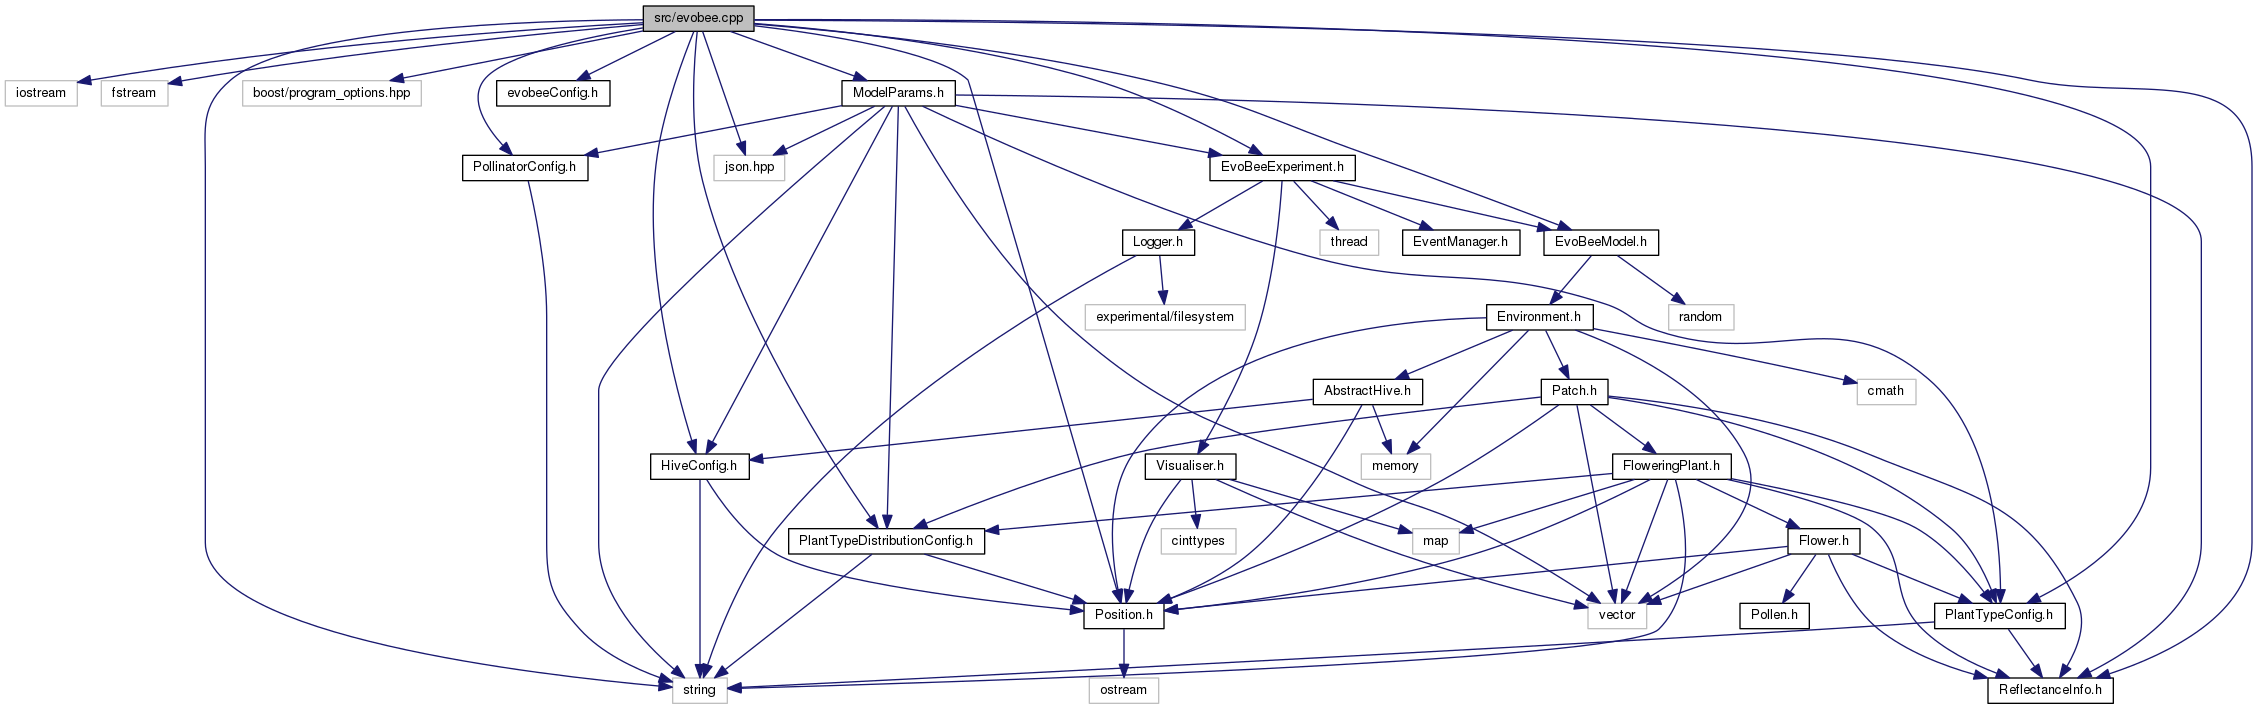 src/evobee.cpp
iostream
fstream
boost/program_options.hpp
evobeeConfig.h
ModelParams.h
PollinatorConfig.h
json.hpp
EvoBeeExperiment.h
Logger.h
thread
EventManager.h
EvoBeeModel.h
experimental/filesystem
Environment.h
random
AbstractHive.h
Patch.h
cmath
HiveConfig.h
Visualiser.h
memory
FloweringPlant.h
PlantTypeDistributionConfig.h
cinttypes
map
Flower.h
Position.h
vector
Pollen.h
PlantTypeConfig.h
string
ostream
ReflectanceInfo.h